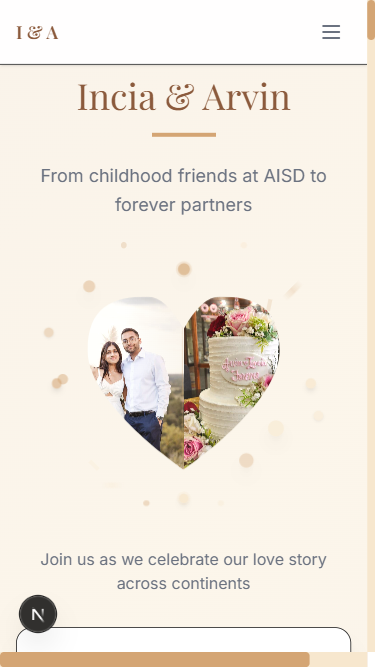 I & A
Incia & Arvin
From childhood friends at AISD to
forever partners
Join us as we celebrate our love story
across continents
N